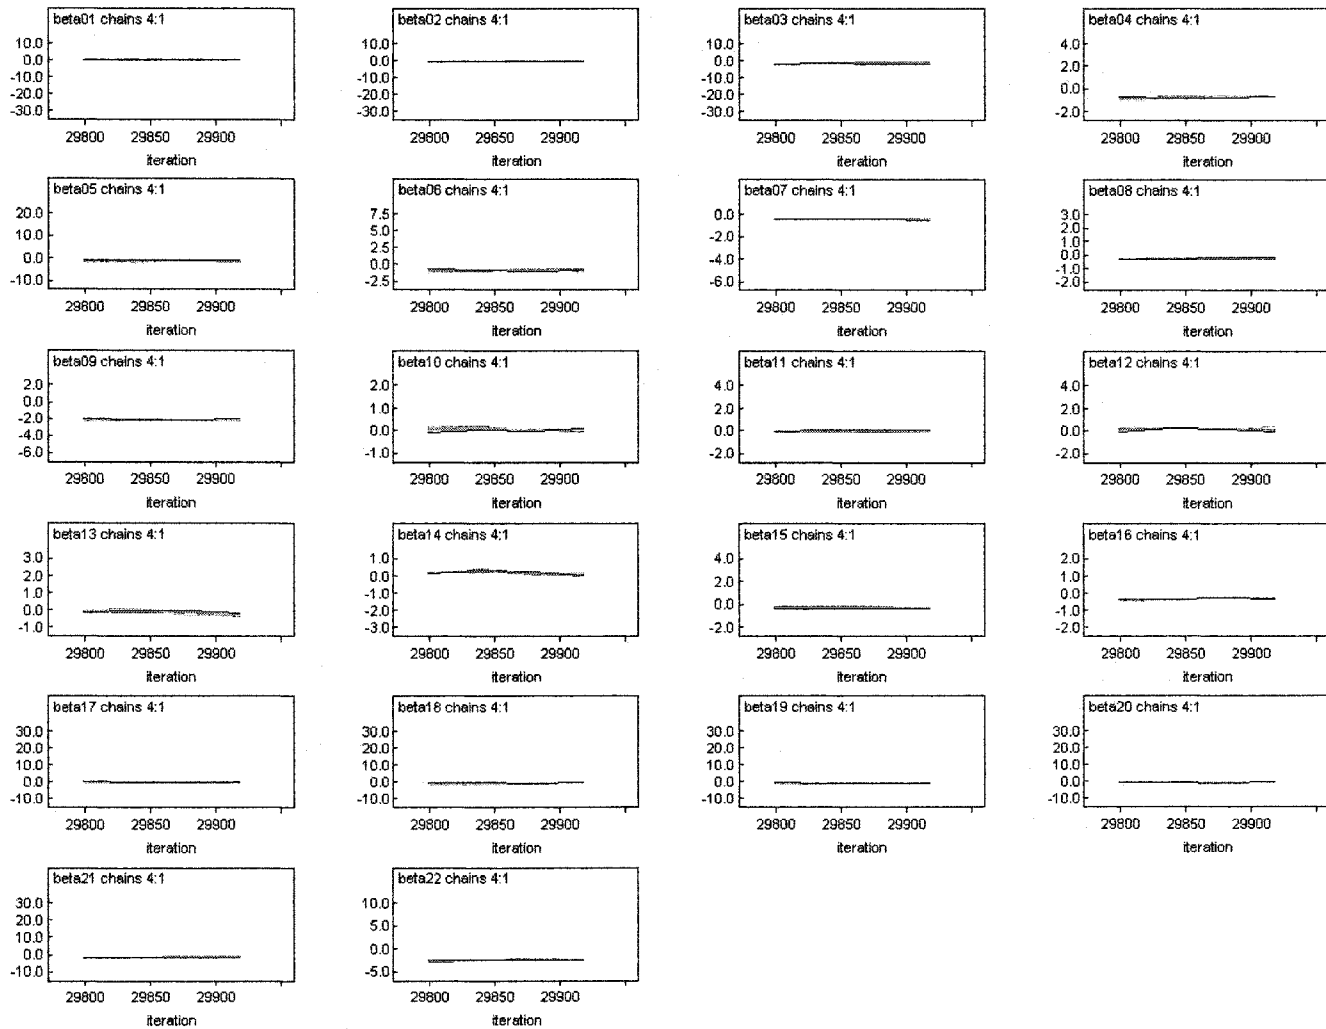 beta01 chains 4:1
10.0
0.0
-10.0
-20.0
-30.0
29800 29850 29900
iteration
beta02 chains 4:1
10.0
0.0
-10.0
-20.0
-30.0
29800 29850 29900
iteration
beta03 chains 4:1
10.0
0.0
-10.0
-20.0
-30.0
29800 29850 29900
iteration
beta04 chains 4:1
4.0
2.0
0.0
-2.0
29800 29850 29900
iteration
beta05 chains 4:1
20.0
10.0
0.0
-10.0
29800 29850 29900
iteration
beta06 chains 4:1
7.5
5.0
2.5
0.0
-2.5
29800 29850 29900
iteration
beta07 chains 4:1
0.0
-2.0
-4.0
-6.0
29800 29850 29900
iteration
beta08 chains 4:1
3.0
2.0
1.0
0.0
-1.0
-2.0
29800 29850 29900
iteration
beta09 chains 4:1
2.0
0.0
-2.0
-4.0
-6.0
29800 29850 29900
iteration
beta10 chains 4:1
2.0
1.0
0.0
-1.0
29800 29850 29900
iteration
beta11 chains 4:1
4.0
2.0
0.0
-2.0
29800 29850 29900
iteration
beta12 chains 4:1
4.0
2.0
0.0
-2.0
29800 29850 29900
iteration
beta13 chains 4:1
3.0
2.0
1.0
0.0
-1.0
29800 29850 29900
iteration
beta14 chains 4:1
1.0
0.0
-1.0
-2.0
-3.0
29800 29850 29900
iteration
beta15 chains 4:1
4.0
2.0
0.0
-2.0
29800 29850 29900
iteration
beta16 chains 4:1
2.0
1.0
0.0
-1.0
-2.0
29800 29850 29900
iteration
beta17 chains 4:1
30.0
20.0
10.0
0.0
-10.0
29800 29850 29900
iteration
beta18 chains 4:1
30.0
20.0
10.0
0.0
-10.0
29800 29850 29900
iteration
beta19 chains 4:1
30.0
20.0
10.0
0.0
-10.0
29800 29850 29900
iteration
beta20 chains 4:1
30.0
20.0
10.0
0.0
-10.0
29800 29850 29900
iteration
beta21 chains 4:1
30.0
20.0
10.0
0.0
-10.0
29800 29850 29900
iteration
beta22 chains 4:1
10.0
5.0
0.0
-5.0
29800 29850 29900
iteration